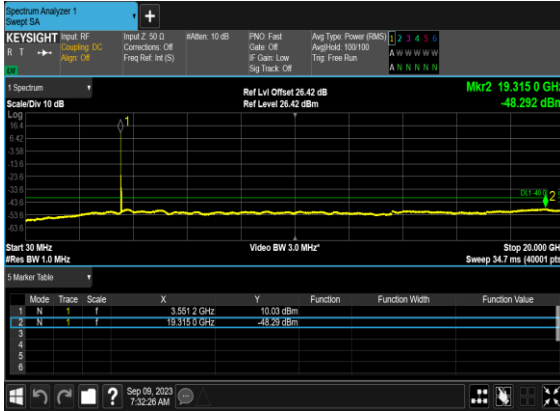 Spectrum Analyzer 1
Swept SA
+
KEYSIGHT
R T
Input: RF
Coupling: DC
Align: Off
Input Z: 50 Ω
Corrections: Off
Freq Ref: Int (S)
#Atten: 10 dB
PNO: Fast
Gate: Off
IF Gain: Low
Sig Track: Off
Avg Type: Power (RMS)
Avg|Hold: 100/100
Trig: Free Run
1 2 3 4 5 6
A W W W W W
A N N N N N
1 Spectrum
Scale/Div 10 dB
Ref Lvl Offset 26.42 dB
Ref Level 26.42 dBm
Mkr2 19.315 0 GHz
-48.292 dBm
Log
16.4
6.42
-3.58
-13.6
-23.6
-33.6
-43.6
-53.6
-63.6
1
2
Start 30 MHz
#Res BW 1.0 MHz
Video BW 3.0 MHz*
Stop 20.000 GHz
Sweep 34.7 ms (40001 pts)
5 Marker Table
Mode Trace Scale X Y Function Function Width Function Value
1 N 1 f 3.551 2 GHz 10.03 dBm
2 N 1 f 19.315 0 GHz -48.29 dBm
3
4
5
6
?
Sep 09, 2023
7:32:26 AM